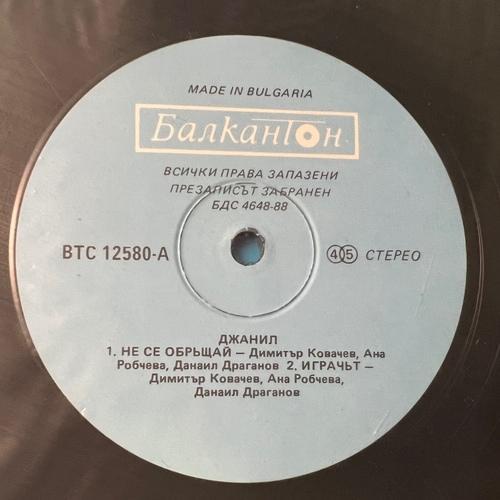 MADE IN BULGARIA
Балкантон
ВСИЧКИ ПРАВА ЗАПАЗЕНИ
ПРЕЗАПИСЪТ ЗАБРАНЕН
БДС 4648-88
ВТС 12580-А
45 СТЕРЕО
ДЖАНИЛ
1. НЕ СЕ ОБРЪЩАЙ – Димитър Ковачев, Ана
Робчева, Данаил Драганов 2. ИГРАЧЪТ –
Димитър Ковачев, Ана Робчева,
Данаил Драганов